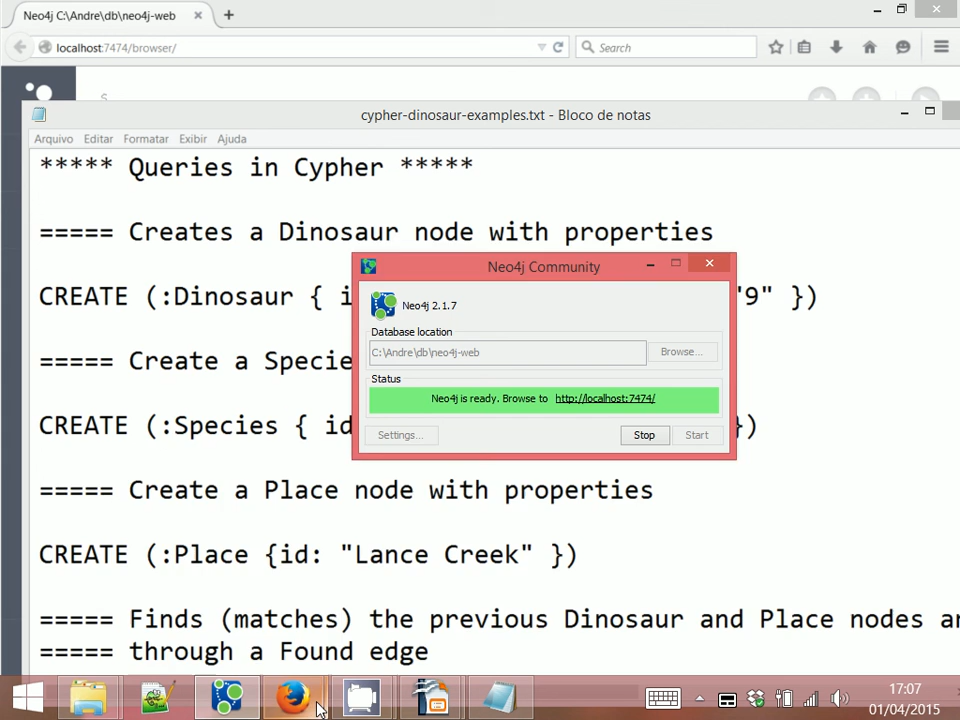 Neo4j C:\Andre\db\neo4j-web
localhost:7474/browser/
Search
$
cypher-dinosaur-examples.txt - Bloco de notas
Arquivo Editar Formatar Exibir Ajuda
***** Queries in Cypher *****
===== Creates a Dinosaur node with properties
CREATE (:Dinosaur { i
"9" })
===== Create a Specie
CREATE (:Species { id
})
===== Create a Place node with properties
CREATE (:Place {id: "Lance Creek" })
===== Finds (matches) the previous Dinosaur and Place nodes
===== through a Found edge
Neo4j Community
Neo4j 2.1.7
Database location
C:\Andre\db\neo4j-web
Browse...
Status
Neo4j is ready. Browse to http://localhost:7474/
Settings... Stop Start
17:07
01/04/2015